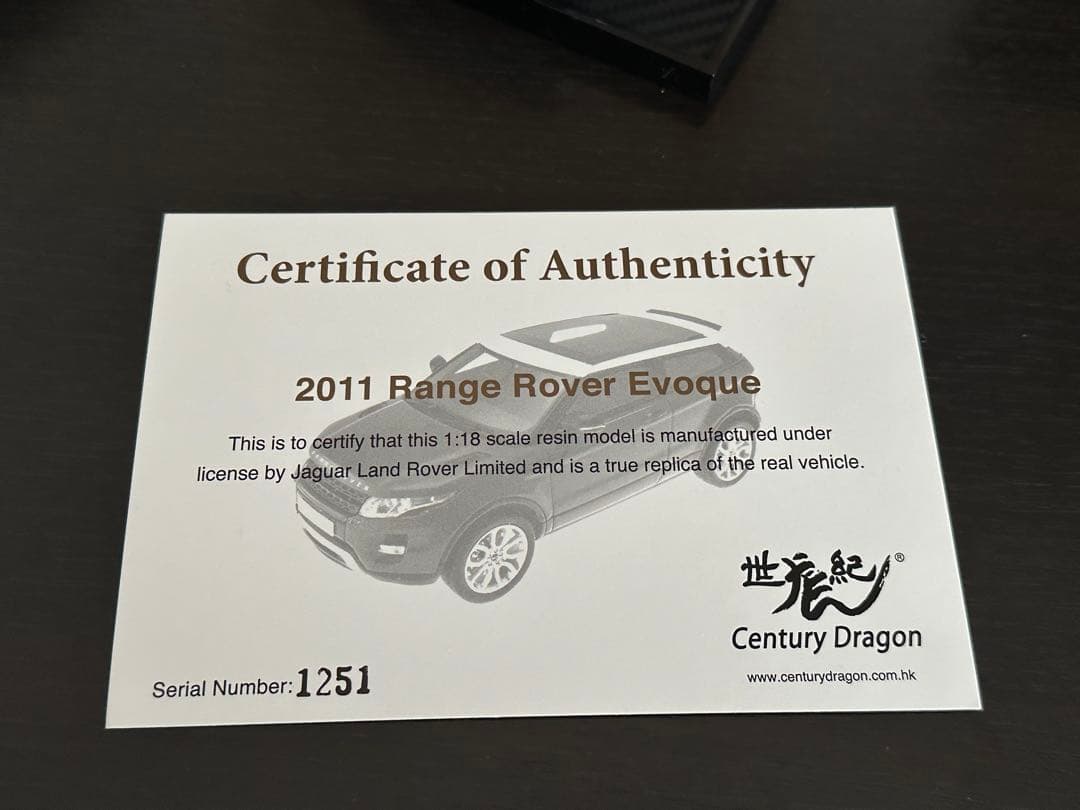 Certificate of Authenticity
2011 Range Rover Evoque
This is to certify that this 1:18 scale resin model is manufactured under
license by Jaguar Land Rover Limited and is a true replica of the real vehicle.
世龙紀®
Century Dragon
www.centurydragon.com.hk
Serial Number: 1251